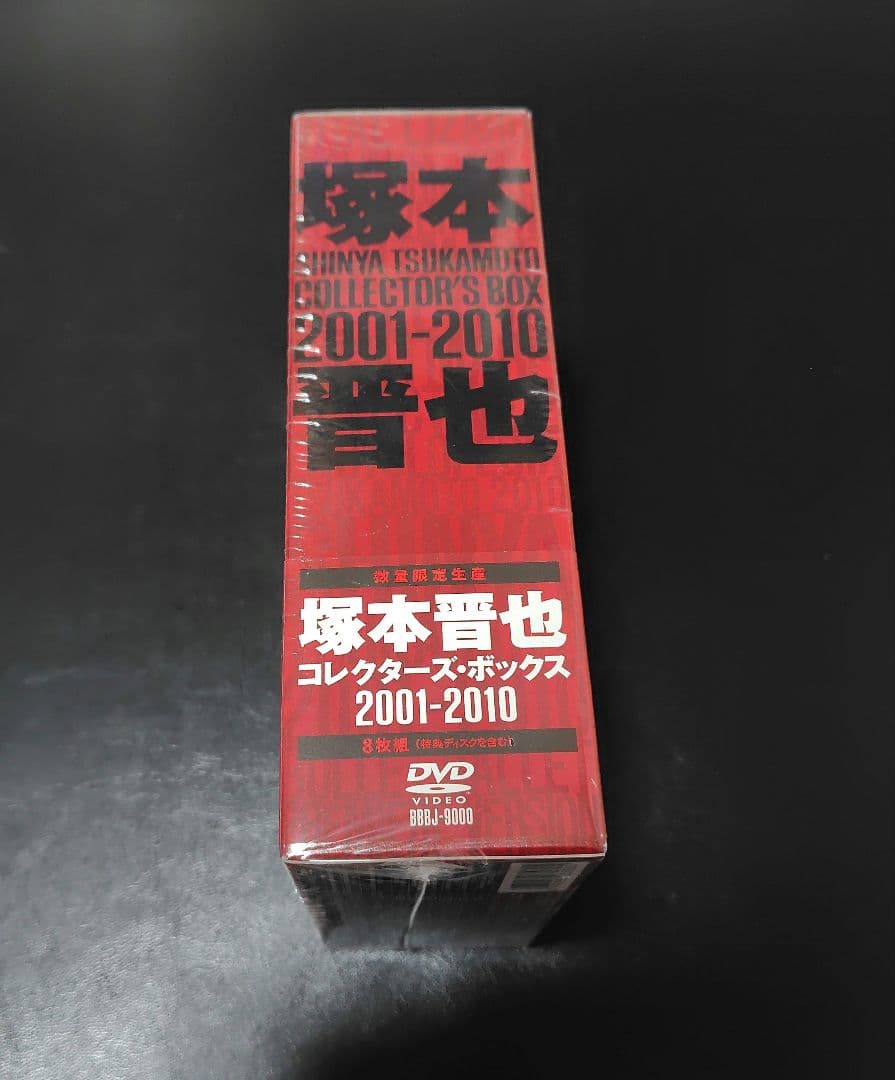 塚本
SHINYA TSUKAMOTO
COLLECTOR'S BOX
2001-2010
晋也
数量限定生産
塚本晋也
コレクターズ・ボックス
2001-2010
8枚組(特典ディスクを含む)
DVD
VIDEO
BBBJ-9000